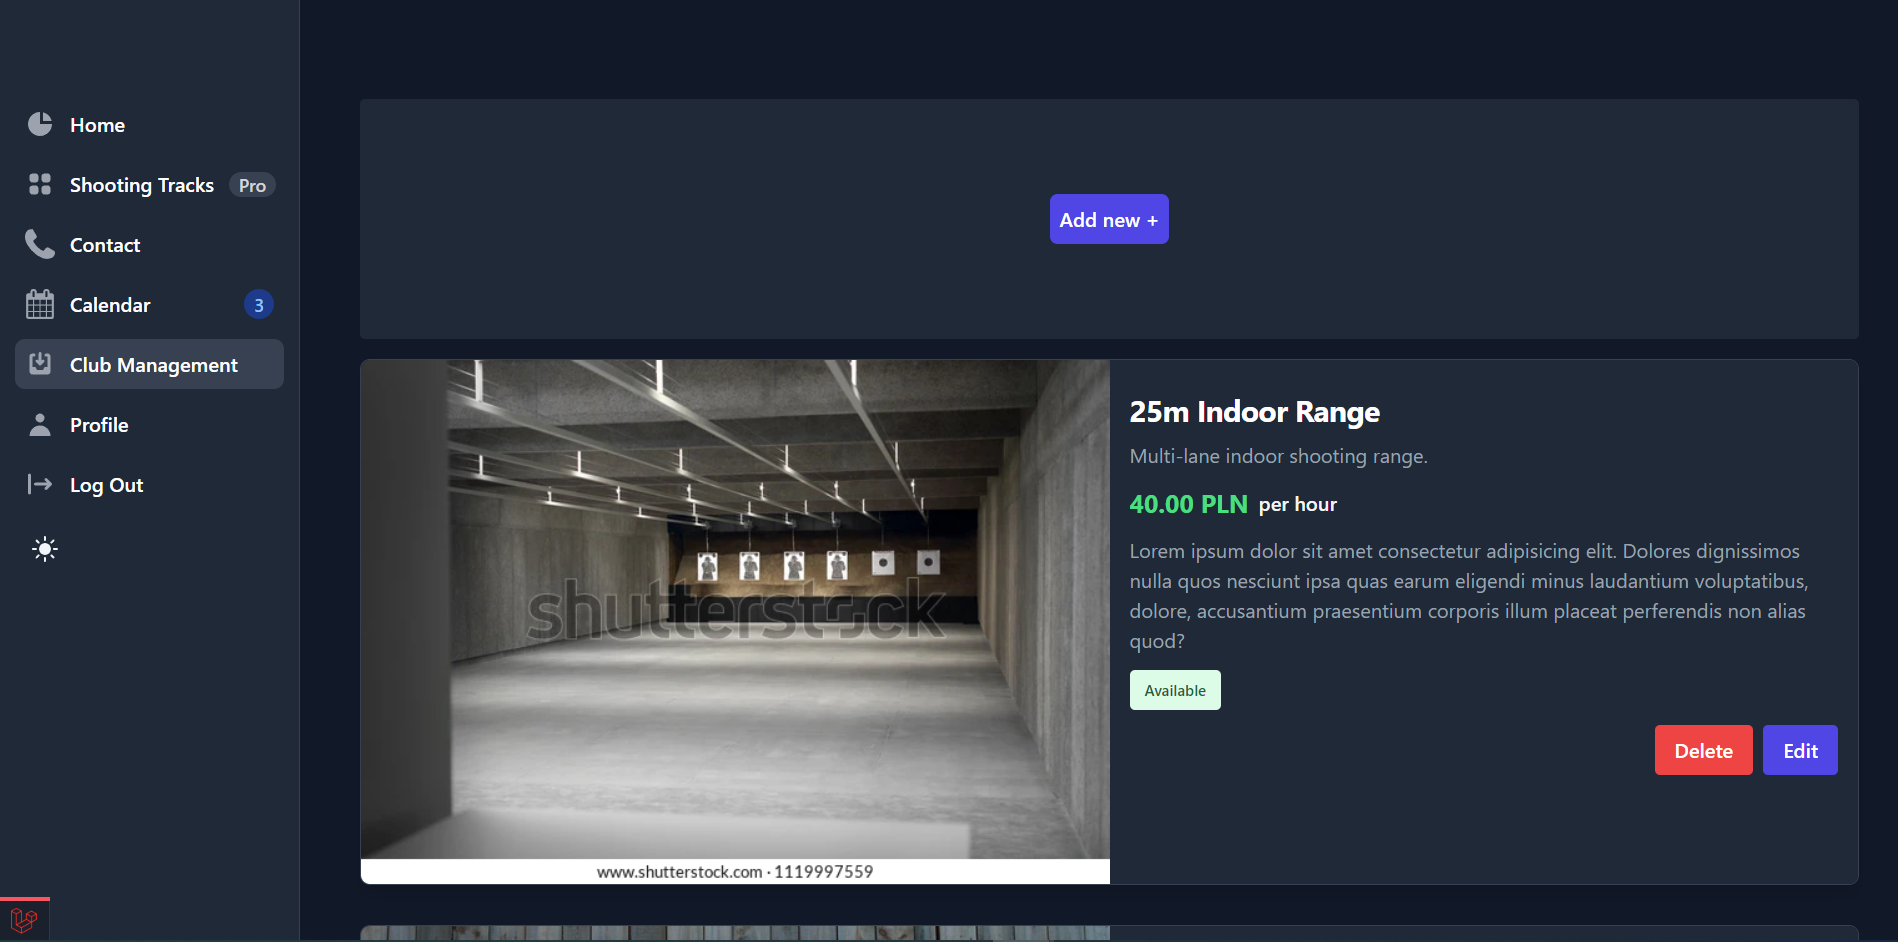 Home
Shooting Tracks Pro
Contact
Calendar 3
Club Management
Profile
Log Out
Add new +
25m Indoor Range
Multi-lane indoor shooting range.
40.00 PLN per hour
Lorem ipsum dolor sit amet consectetur adipisicing elit. Dolores dignissimos
nulla quos nesciunt ipsa quas earum eligendi minus laudantium voluptatibus,
dolore, accusantium praesentium corporis illum placeat perferendis non alias
quod?
Available
Delete Edit
shutterstock
www.shutterstock.com · 1119997559